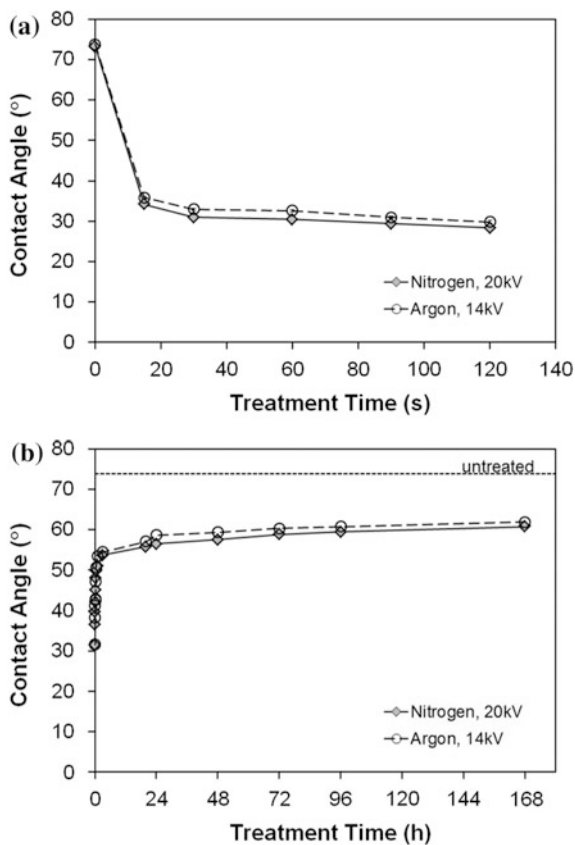 (a)
80
70
60
50
40
30
20
10
0
Contact Angle (°)
Nitrogen, 20kV
Argon, 14kV
0 20 40 60 80 100 120 140
Treatment Time (s)
(b)
80
70
60
50
40
30
20
10
0
Contact Angle (°)
untreated
Nitrogen, 20kV
Argon, 14kV
0 24 48 72 96 120 144 168
Treatment Time (h)